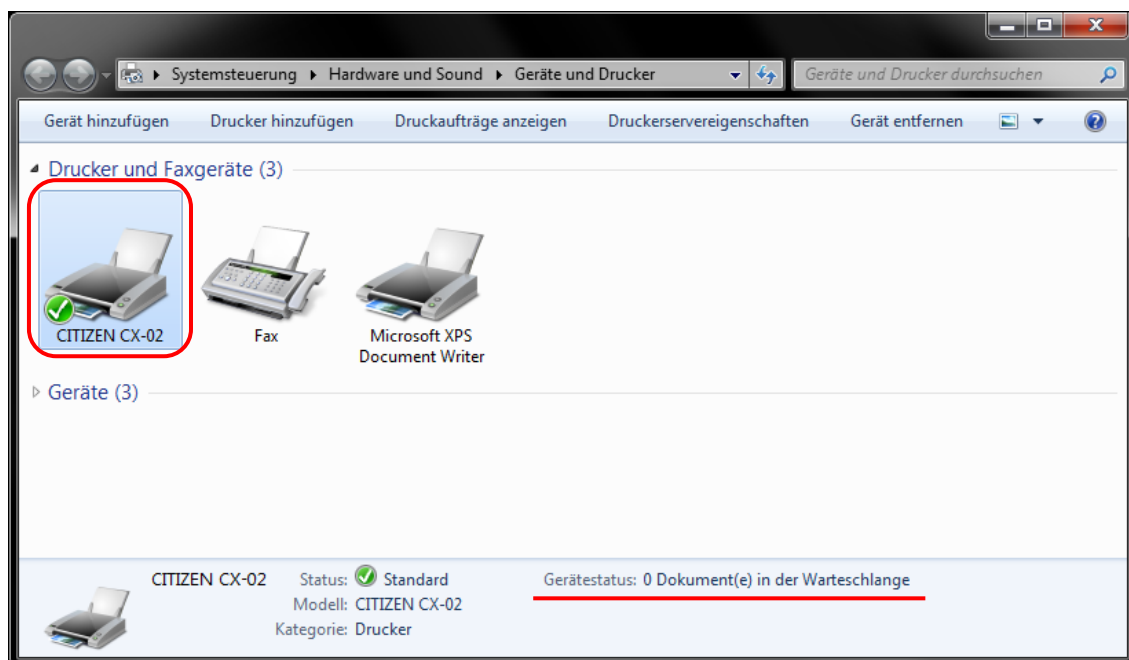 Systemsteuerung Hardware und Sound Geräte und Drucker Geräte und Drucker durchsuchen
Gerät hinzufügen Drucker hinzufügen Druckaufträge anzeigen Druckerservereigenschaften Gerät entfernen
Drucker und Faxgeräte (3)
CITIZEN CX-02 Fax Microsoft XPS
Document Writer
Geräte (3)
CITIZEN CX-02 Status: Standard Gerätestatus: 0 Dokument(e) in der Warteschlange
Modell: CITIZEN CX-02
Kategorie: Drucker